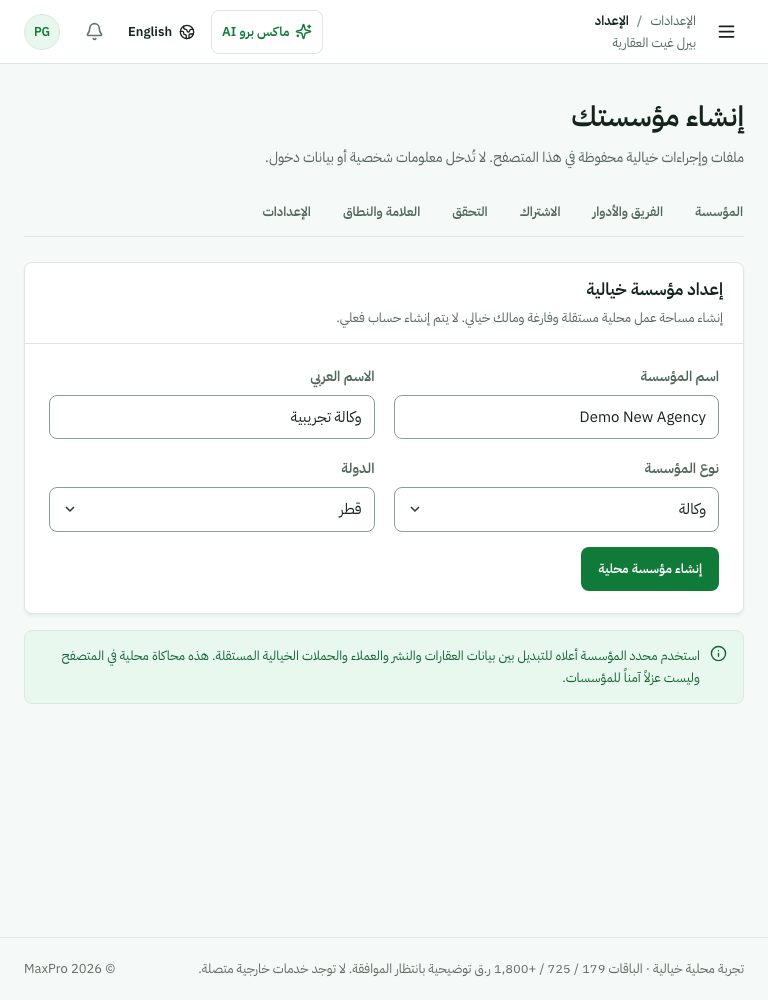 الإعدادات / الإعداد
بيرل غيت العقارية
ماكس برو AI
English
PG
إنشاء مؤسستك
ملفات وإجراءات خيالية محفوظة في هذا المتصفح. لا تُدخل معلومات شخصية أو بيانات دخول.
المؤسسة
الفريق والأدوار
الاشتراك
التحقق
العلامة والنطاق
الإعدادات
إعداد مؤسسة خيالية
إنشاء مساحة عمل محلية مستقلة وفارغة ومالك خيالي. لا يتم إنشاء حساب فعلي.
اسم المؤسسة
Demo New Agency
الاسم العربي
وكالة تجريبية
نوع المؤسسة
وكالة
الدولة
قطر
إنشاء مؤسسة محلية
استخدم محدد المؤسسة أعلاه للتبديل بين بيانات العقارات والنشر والعملاء والحملات الخيالية المستقلة. هذه محاكاة محلية في المتصفح
وليست عزلاً آمناً للمؤسسات.
تجربة محلية خيالية · الباقات 179 / 725 / +1,800 ر.ق توضيحية بانتظار الموافقة. لا توجد خدمات خارجية متصلة.
© 2026 MaxPro